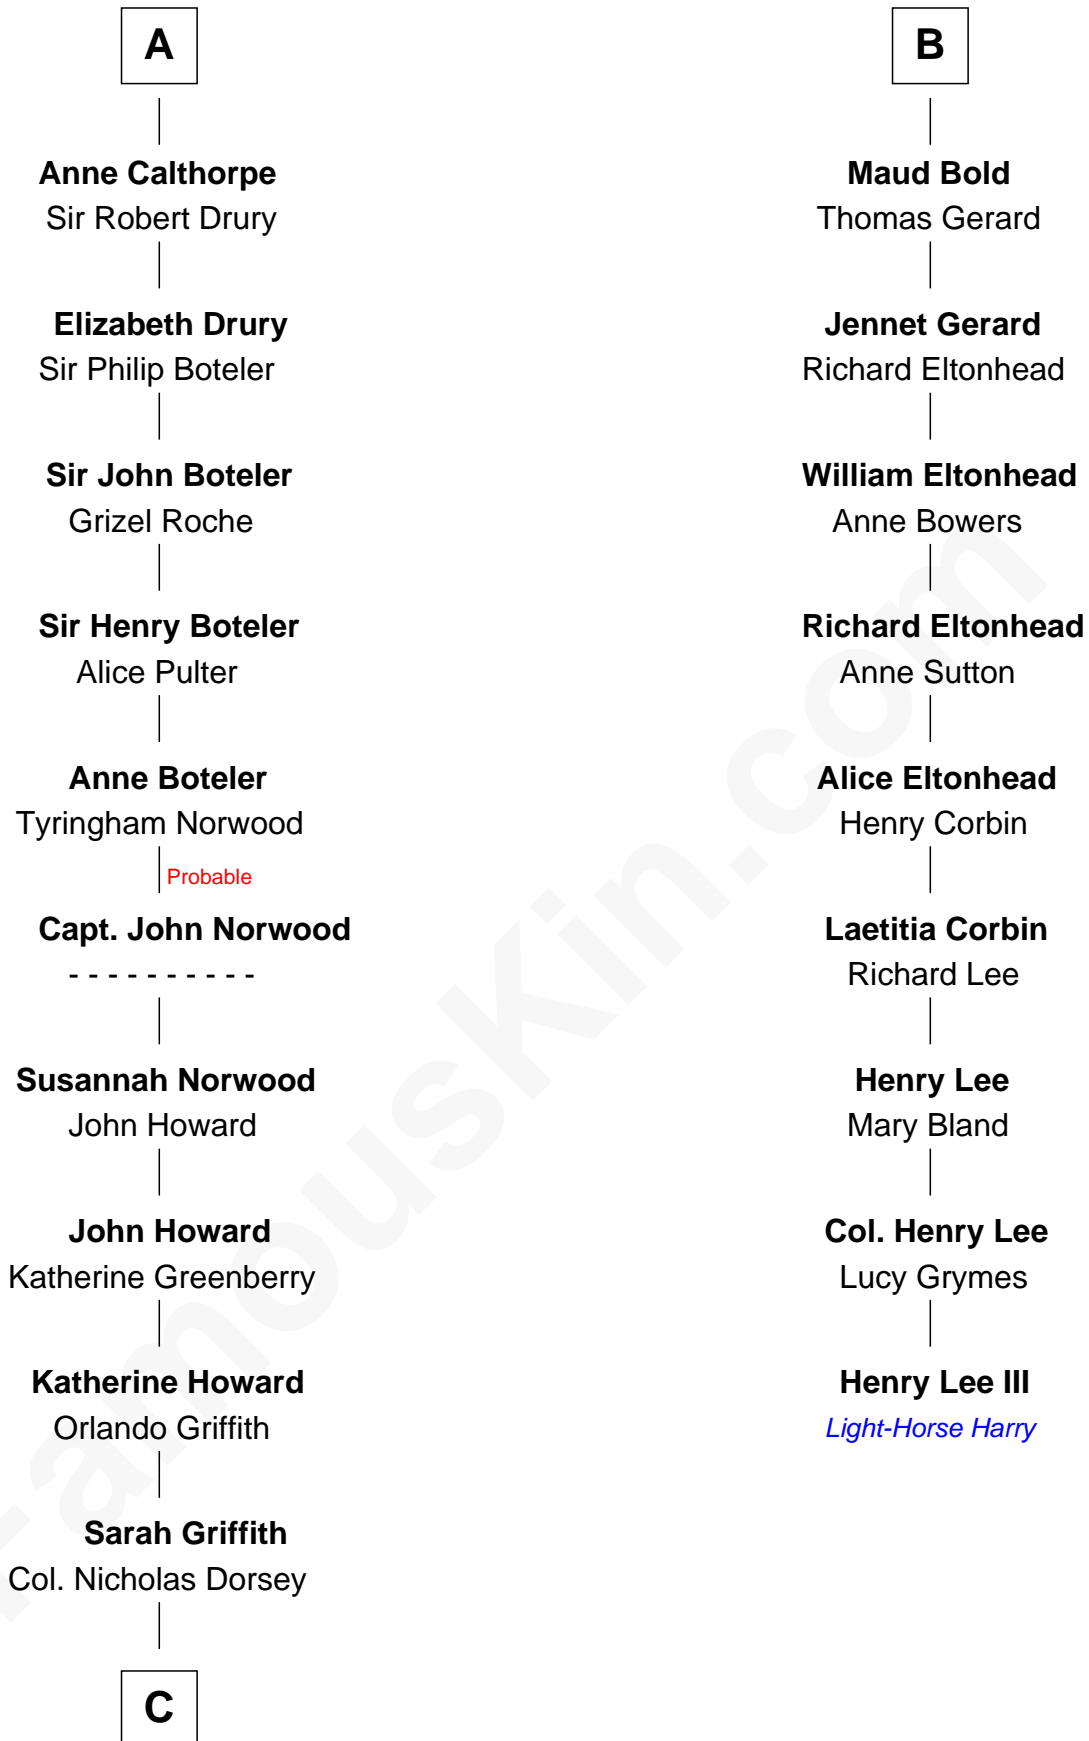 A
Anne Calthorpe
Sir Robert Drury
Elizabeth Drury
Sir Philip Boteler
Sir John Boteler
Grizel Roche
Sir Henry Boteler
Alice Pulter
Anne Boteler
Tyringham Norwood
Probable
Capt. John Norwood
- - - - - - - - - -
Susannah Norwood
John Howard
John Howard
Katherine Greenberry
Katherine Howard
Orlando Griffith
Sarah Griffith
Col. Nicholas Dorsey
C
B
Maud Bold
Thomas Gerard
Jennet Gerard
Richard Eltonhead
William Eltonhead
Anne Bowers
Richard Eltonhead
Anne Sutton
Alice Eltonhead
Henry Corbin
Laetitia Corbin
Richard Lee
Henry Lee
Mary Bland
Col. Henry Lee
Lucy Grymes
Henry Lee III
Light-Horse Harry
FamousKin.com